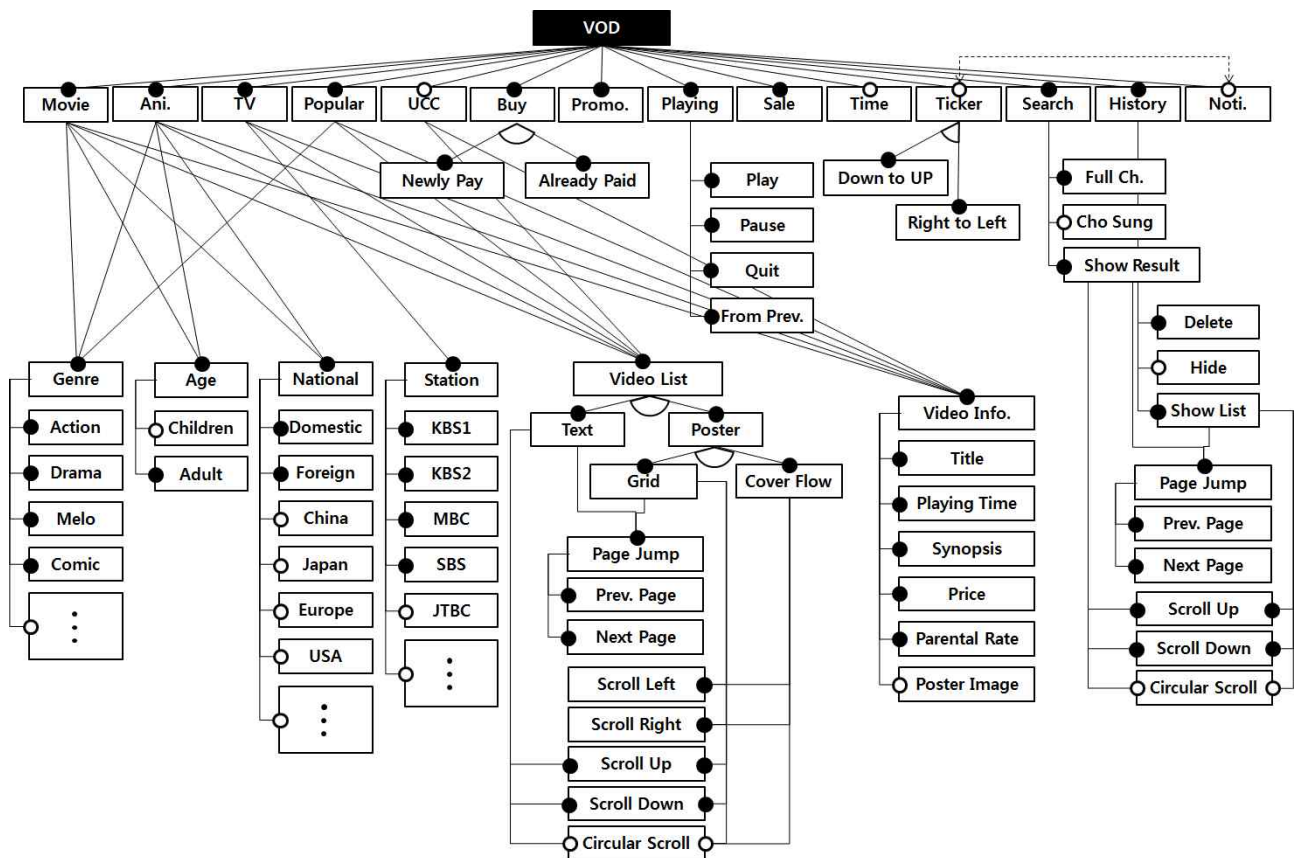 VOD
Movie
Ani.
TV
Popular
UCC
Buy
Promo.
Playing
Sale
Time
Ticker
Search
History
Noti.
Newly Pay
Already Paid
Play
Pause
Quit
From Prev.
Down to UP
Right to Left
Full Ch.
Cho Sung
Show Result
Delete
Hide
Show List
Page Jump
Prev. Page
Next Page
Scroll Up
Scroll Down
Circular Scroll
Genre
Action
Drama
Melo
Comic
Age
Children
Adult
National
Domestic
Foreign
China
Japan
Europe
USA
Station
KBS1
KBS2
MBC
SBS
JTBC
Video List
Text
Poster
Grid
Cover Flow
Page Jump
Prev. Page
Next Page
Scroll Left
Scroll Right
Scroll Up
Scroll Down
Circular Scroll
Video Info.
Title
Playing Time
Synopsis
Price
Parental Rate
Poster Image